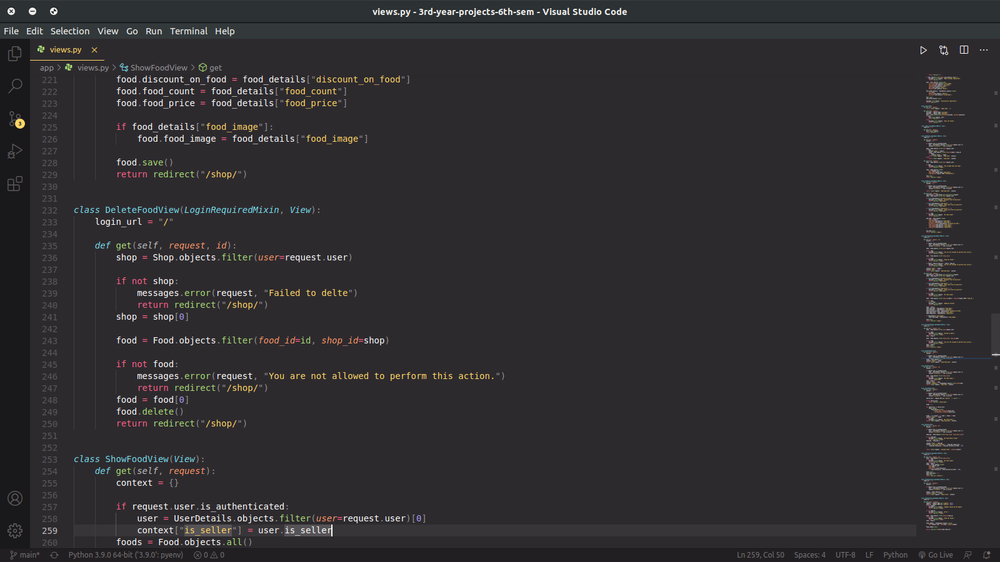 views.py - 3rd-year-projects-6th-sem - Visual Studio Code
File Edit Selection View Go Run Terminal Help
views.py
app > views.py > ShowFoodView > get
221 food.discount_on_food = food_details["discount_on_food"]
222 food.food_count = food_details["food_count"]
223 food.food_price = food_details["food_price"]
224
225 if food_details["food_image"]:
226 food.food_image = food_details["food_image"]
227
228 food.save()
229 return redirect("/shop/")
230
231
232 class DeleteFoodView(LoginRequiredMixin, View):
233 login_url = "/"
234
235 def get(self, request, id):
236 shop = Shop.objects.filter(user=request.user)
237
238 if not shop:
239 messages.error(request, "Failed to delte")
240 return redirect("/shop/")
241 shop = shop[0]
242
243 food = Food.objects.filter(food_id=id, shop_id=shop)
244
245 if not food:
246 messages.error(request, "You are not allowed to perform this action.")
247 return redirect("/shop/")
248 food = food[0]
249 food.delete()
250 return redirect("/shop/")
251
252
253 class ShowFoodView(View):
254 def get(self, request):
255 context = {}
256
257 if request.user.is_authenticated:
258 user = UserDetails.objects.filter(user=request.user)[0]
259 context["is_seller"] = user.is_seller
260 foods = Food.objects.all()
3
main* Python 3.9.0 64-bit ('3.9.0': pyenv) 0 0 Ln 259, Col 50 Spaces: 4 UTF-8 LF Python Go Live